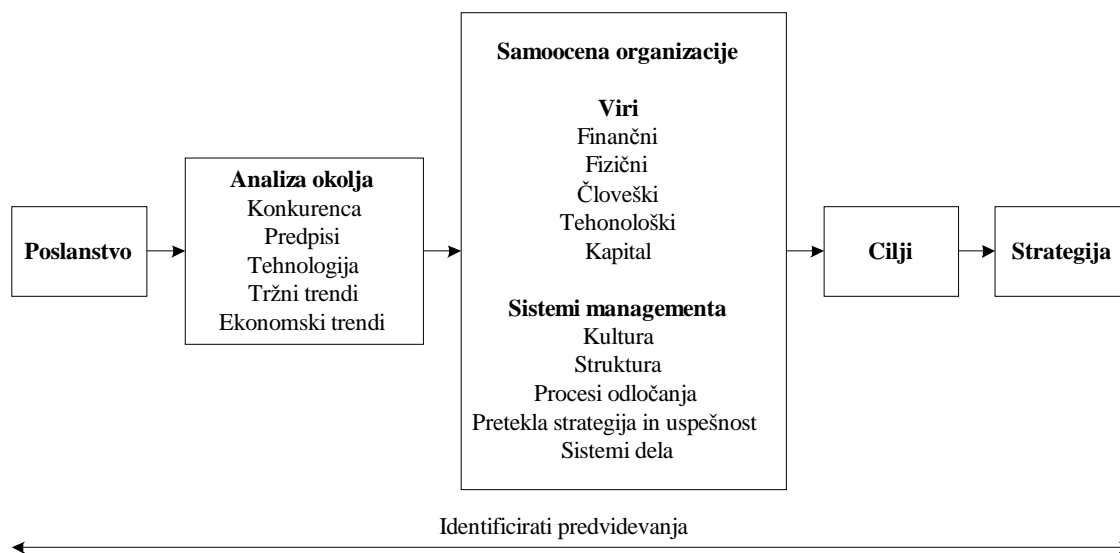 Poslanstvo
Analiza okolja
Konkurenca
Predpisi
Tehnologija
Tržni trendi
Ekonomski trendi
Samoocena organizacije
Viri
Finančni
Fizični
Človeški
Tehonološki
Kapital
Sistemi managementa
Kultura
Struktura
Procesi odločanja
Pretekla strategija in uspešnost
Sistemi dela
Cilji
Strategija
Identificirati predvidevanja